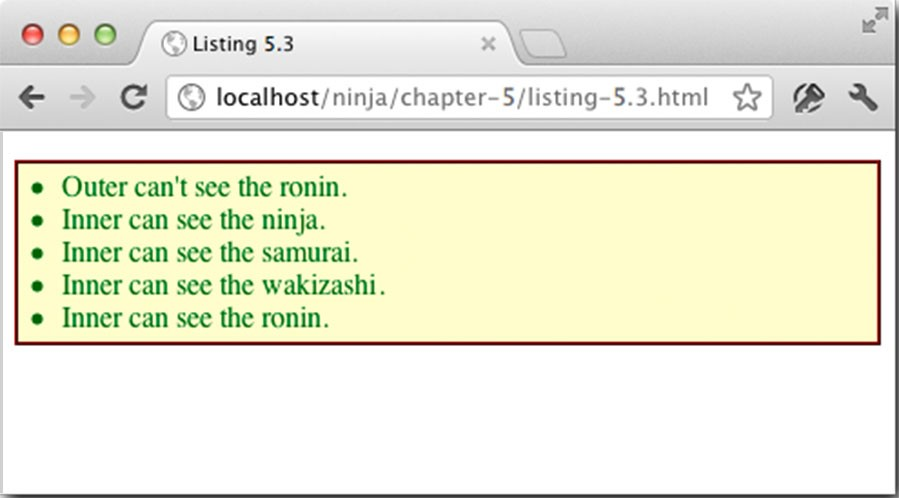 Listing 5.3
localhost/ninja/chapter-5/listing-5.3.html
Outer can't see the ronin.
Inner can see the ninja.
Inner can see the samurai.
Inner can see the wakizashi.
Inner can see the ronin.